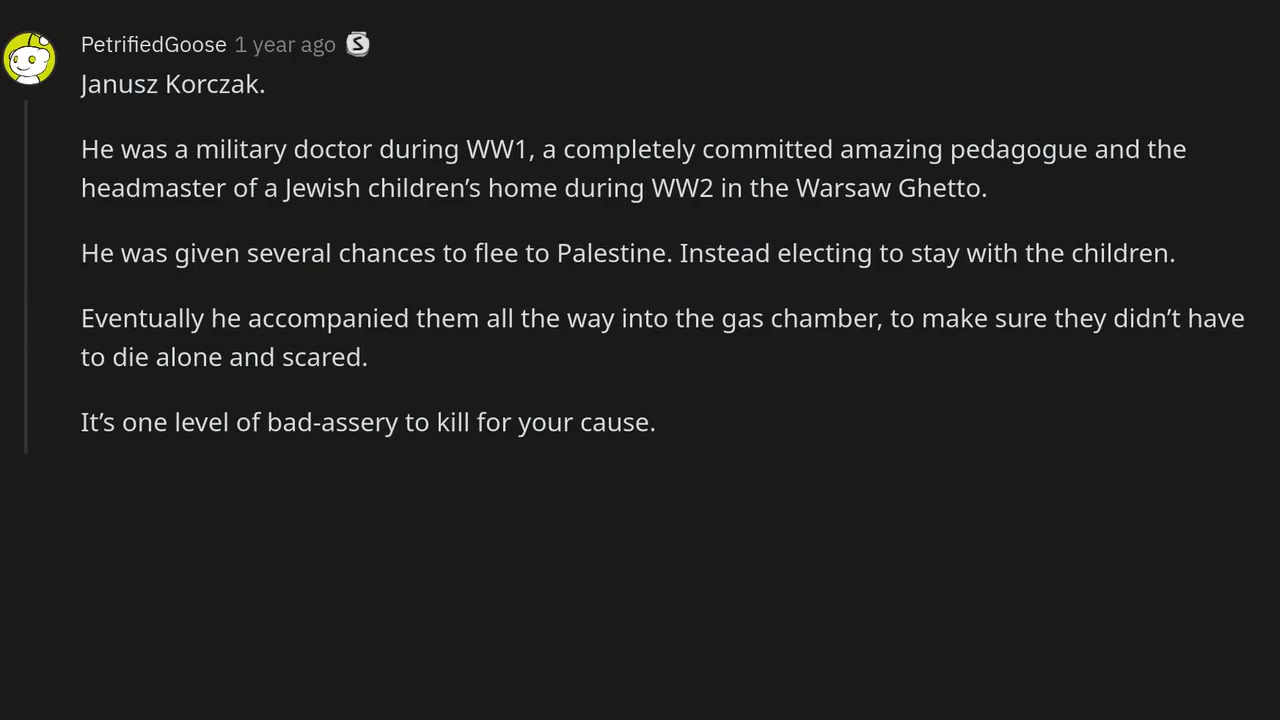 PetrifiedGoose 1 year ago
Janusz Korczak.
He was a military doctor during WW1, a completely committed amazing pedagogue and the
headmaster of a Jewish children’s home during WW2 in the Warsaw Ghetto.
He was given several chances to flee to Palestine. Instead electing to stay with the children.
Eventually he accompanied them all the way into the gas chamber, to make sure they didn’t have
to die alone and scared.
It’s one level of bad-assery to kill for your cause.